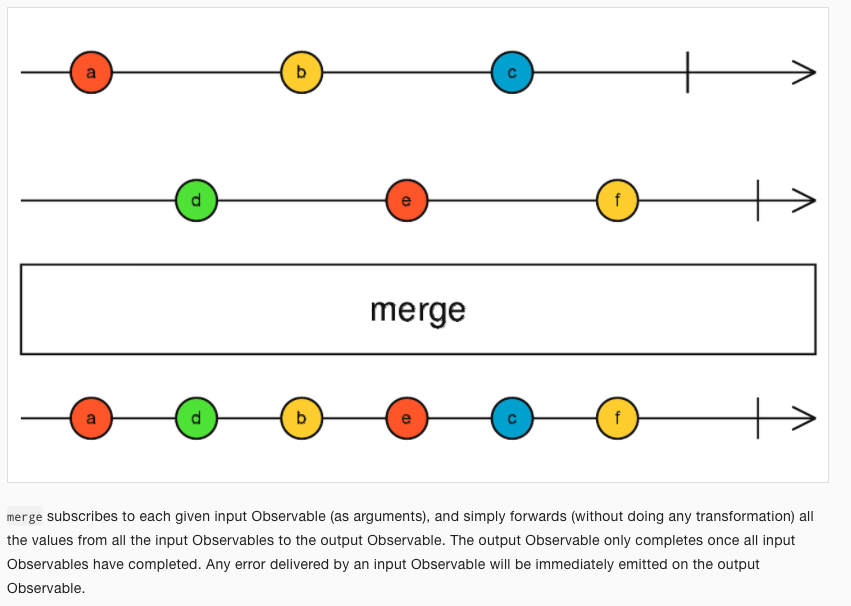 a b c
d e f
merge
a d b e c f
merge subscribes to each given input Observable (as arguments), and simply forwards (without doing any transformation) all
the values from all the input Observables to the output Observable. The output Observable only completes once all input
Observables have completed. Any error delivered by an input Observable will be immediately emitted on the output
Observable.